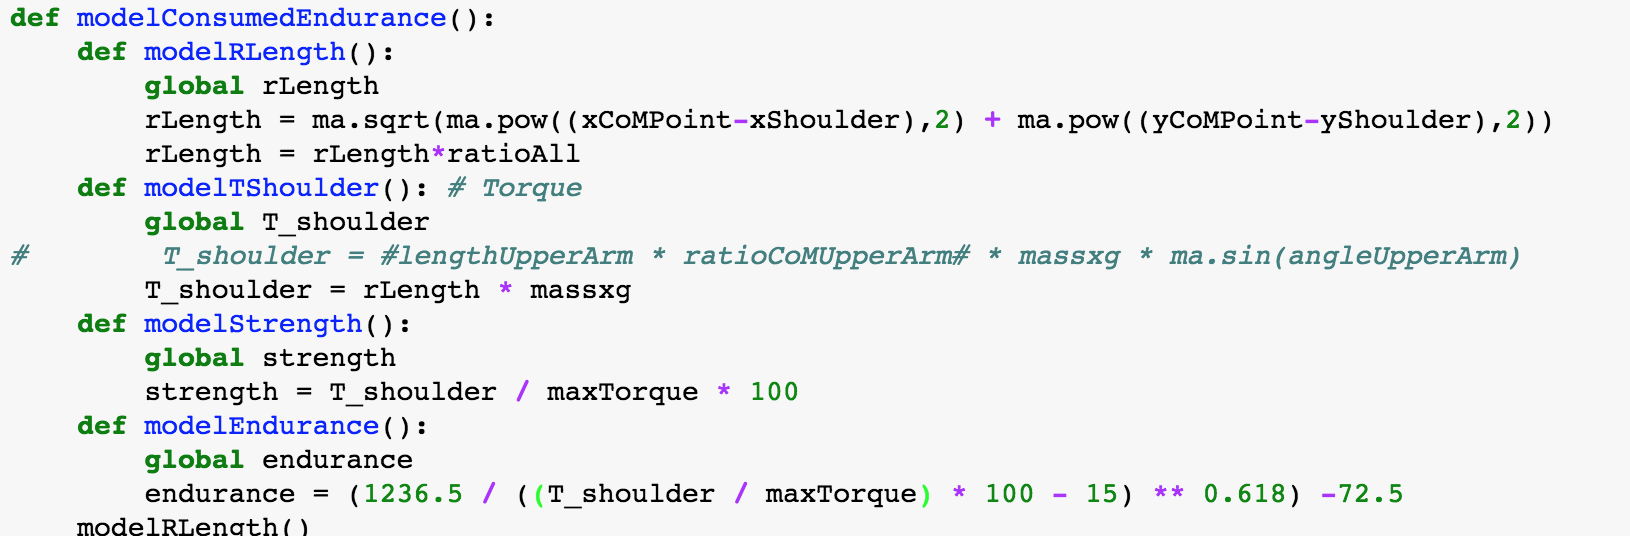 def modelConsumedEndurance():
    def modelRLength():
        global rLength
        rLength = ma.sqrt(ma.pow((xCoMPoint-xShoulder),2) + ma.pow((yCoMPoint-yShoulder),2))
        rLength = rLength*ratioAll
    def modelTShoulder(): # Torque
        global T_shoulder
#        T_shoulder = #lengthUpperArm * ratioCoMUpperArm# * massxg * ma.sin(angleUpperArm)
        T_shoulder = rLength * massxg
    def modelStrength():
        global strength
        strength = T_shoulder / maxTorque * 100
    def modelEndurance():
        global endurance
        endurance = (1236.5 / ((T_shoulder / maxTorque) * 100 - 15) ** 0.618) -72.5
    modelRLength()